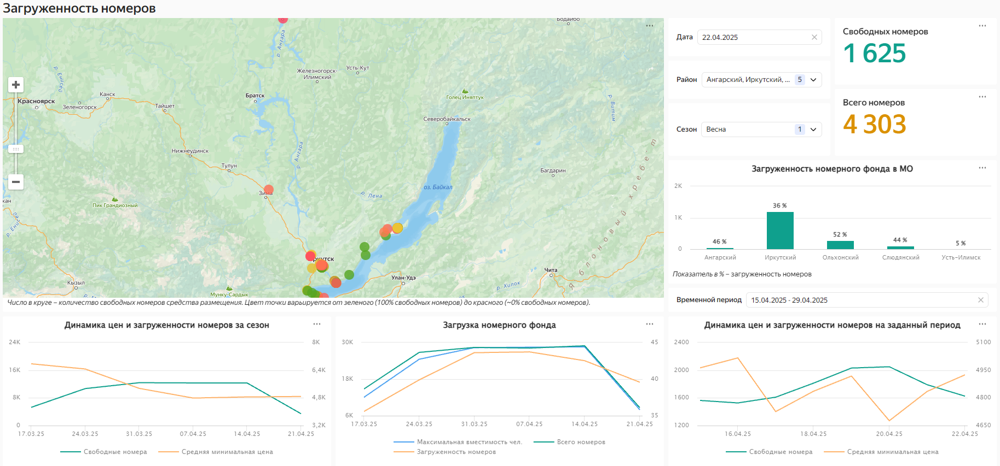 Загруженность номеров
Бодайбо
р. Ангара
Усть-Кут
Железногорск-
Илимский
р. Енисей
Канск
Братск
Голец Иняптук
Красноярск
Зеленогорск
Тайшет
р. Витим
Северобайкальск
р. Ангара
Нижнеудинск
Тулун
Багдарин
оз. Байкал
р. Лена
Зима
Пик Грандиозный
Яблоновый хребет
Чита
Улан-Удэ
р. Хилок
Кызыл
Мунку-Сардык
Число в круге – количество свободных номеров средства размещения. Цвет точки варьируется от зеленого (100% свободных номеров) до красного (~0% свободных номеров).
Дата 22.04.2025
Район Ангарский, Иркутский, ... 5
Сезон Весна 1
Свободных номеров
1 625
Всего номеров
4 303
Загруженность номерного фонда в МО
2K
1K
0
46 %
36 %
52 %
44 %
5 %
Ангарский Иркутский Ольхонский Слюдянский Усть-Илимск
Показатель в % – загруженность номеров
Временной период 15.04.2025 - 29.04.2025
Динамика цен и загруженности номеров за сезон
24K 8K
16K 6,4K
8K 4,8K
0 3,2K
17.03.25 24.03.25 31.03.25 07.04.25 14.04.25 21.04.25
Свободные номера Средняя минимальная цена
Загрузка номерного фонда
30K 45
18K 40
6K 35
17.03.25 24.03.25 31.03.25 07.04.25 14.04.25 21.04.25
Максимальная вместимость чел. Всего номеров
Загруженность номеров
Динамика цен и загруженности номеров на заданный период
2400 5100
2000 4950
1600 4800
1200 4650
16.04.25 18.04.25 20.04.25 22.04.25
Свободные номера Средняя минимальная цена